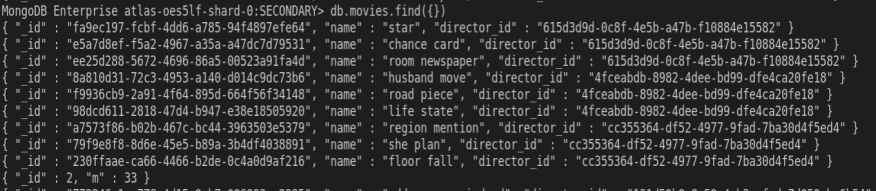 MongoDB Enterprise atlas-oes5lf-shard-0:SECONDARY> db.movies.find({})
{ "_id" : "fa9ec197-fcbf-4dd6-a785-94f4897efe64", "name" : "star", "director_id" : "615d3d9d-0c8f-4e5b-a47b-f10884e15582" }
{ "_id" : "e5a7d8ef-f5a2-4967-a35a-a47dc7d79531", "name" : "chance card", "director_id" : "615d3d9d-0c8f-4e5b-a47b-f10884e15582" }
{ "_id" : "ee25d288-5672-4696-86a5-00523a91fa4d", "name" : "room newspaper", "director_id" : "615d3d9d-0c8f-4e5b-a47b-f10884e15582" }
{ "_id" : "8a810d31-72c3-4953-a140-d014c9dc73b6", "name" : "husband move", "director_id" : "4fceabdb-8982-4dee-bd99-dfe4ca20fe18" }
{ "_id" : "f9936cb9-2a91-4f64-895d-664f56f34148", "name" : "road piece", "director_id" : "4fceabdb-8982-4dee-bd99-dfe4ca20fe18" }
{ "_id" : "98dcd611-2818-47d4-b947-e38e18505920", "name" : "life state", "director_id" : "4fceabdb-8982-4dee-bd99-dfe4ca20fe18" }
{ "_id" : "a7573f86-b02b-467c-bc44-3963503e5379", "name" : "region mention", "director_id" : "cc355364-df52-4977-9fad-7ba30d4f5ed4" }
{ "_id" : "79f9e8f8-8d6e-45e5-b89a-3b4df4038891", "name" : "she plan", "director_id" : "cc355364-df52-4977-9fad-7ba30d4f5ed4" }
{ "_id" : "230ffaae-ca66-4466-b2de-0c4a0d9af216", "name" : "floor fall", "director_id" : "cc355364-df52-4977-9fad-7ba30d4f5ed4" }
{ "_id" : 2, "m" : 33 }